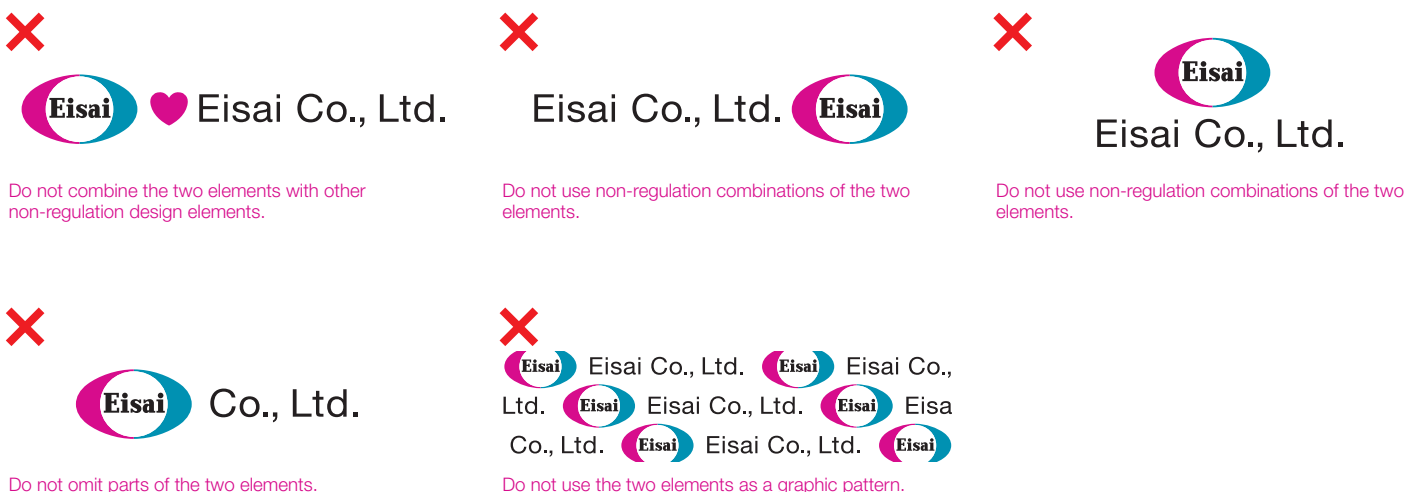 Eisai Eisai Co., Ltd.
Do not combine the two elements with other
non-regulation design elements.
Eisai Co., Ltd. Eisai
Do not use non-regulation combinations of the two
elements.
Eisai
Eisai Co., Ltd.
Do not use non-regulation combinations of the two
elements.
Eisai Co., Ltd.
Do not omit parts of the two elements.
Eisai Eisai Co., Ltd. Eisai Eisai Co.,
Ltd. Eisai Eisai Co., Ltd. Eisai Eisa
Co., Ltd. Eisai Eisai Co., Ltd. Eisai
Do not use the two elements as a graphic pattern.